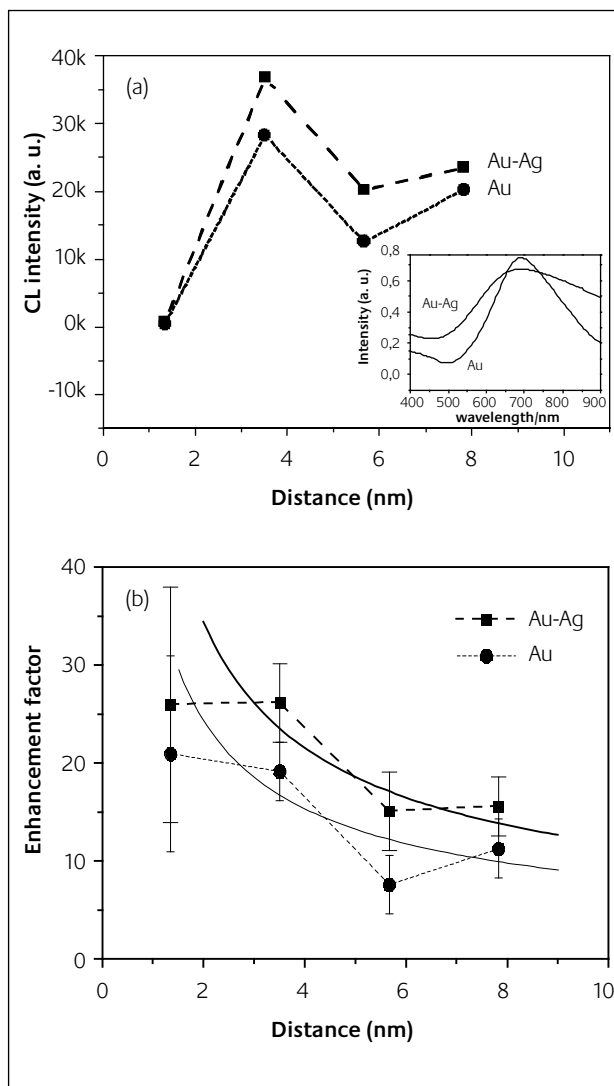 (a)
CL intensity (a. u.)
40k
30k
20k
10k
0k
-10k
Au-Ag
Au
Intensity (a. u.)
0,8
0,6
0,4
0,2
0,0
Au-Ag
Au
400 500 600 700 800 900
wavelength/nm
0 2 4 6 8 10
Distance (nm)
(b)
Enhancement factor
40
30
20
10
0
Au-Ag
Au
0 2 4 6 8 10
Distance (nm)